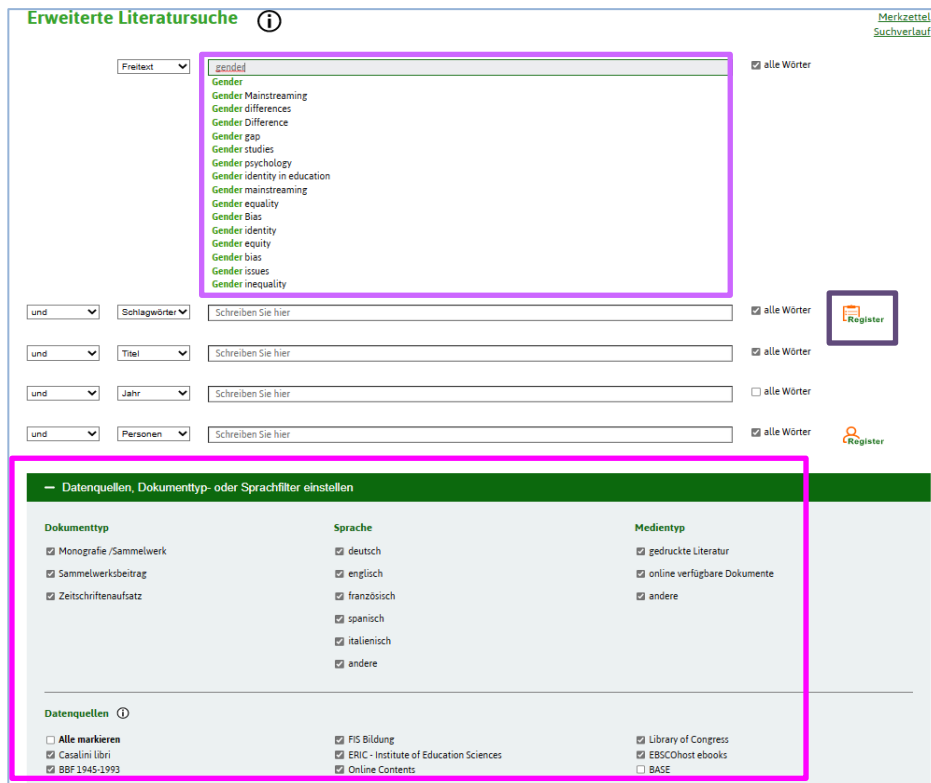 Erweiterte Literatursuche
Merkzettel
Suchverlauf
Freitext gender alle Wörter
Gender
Gender Mainstreaming
Gender differences
Gender Difference
Gender gap
Gender studies
Gender psychology
Gender identity in education
Gender mainstreaming
Gender equality
Gender Bias
Gender identity
Gender equity
Gender bias
Gender issues
Gender inequality
und Schlagwörter Schreiben Sie hier alle Wörter Register
und Titel Schreiben Sie hier alle Wörter
und Jahr Schreiben Sie hier alle Wörter
und Personen Schreiben Sie hier alle Wörter Register
– Datenquellen, Dokumenttyp- oder Sprachfilter einstellen
Dokumenttyp Sprache Medientyp
Monografie /Sammelwerk deutsch gedruckte Literatur
Sammelwerksbeitrag englisch online verfügbare Dokumente
Zeitschriftenaufsatz französisch andere
spanisch
italienisch
andere
Datenquellen
Alle markieren FIS Bildung Library of Congress
Casalini libri ERIC - Institute of Education Sciences EBSCOhost ebooks
BBF 1945-1993 Online Contents BASE